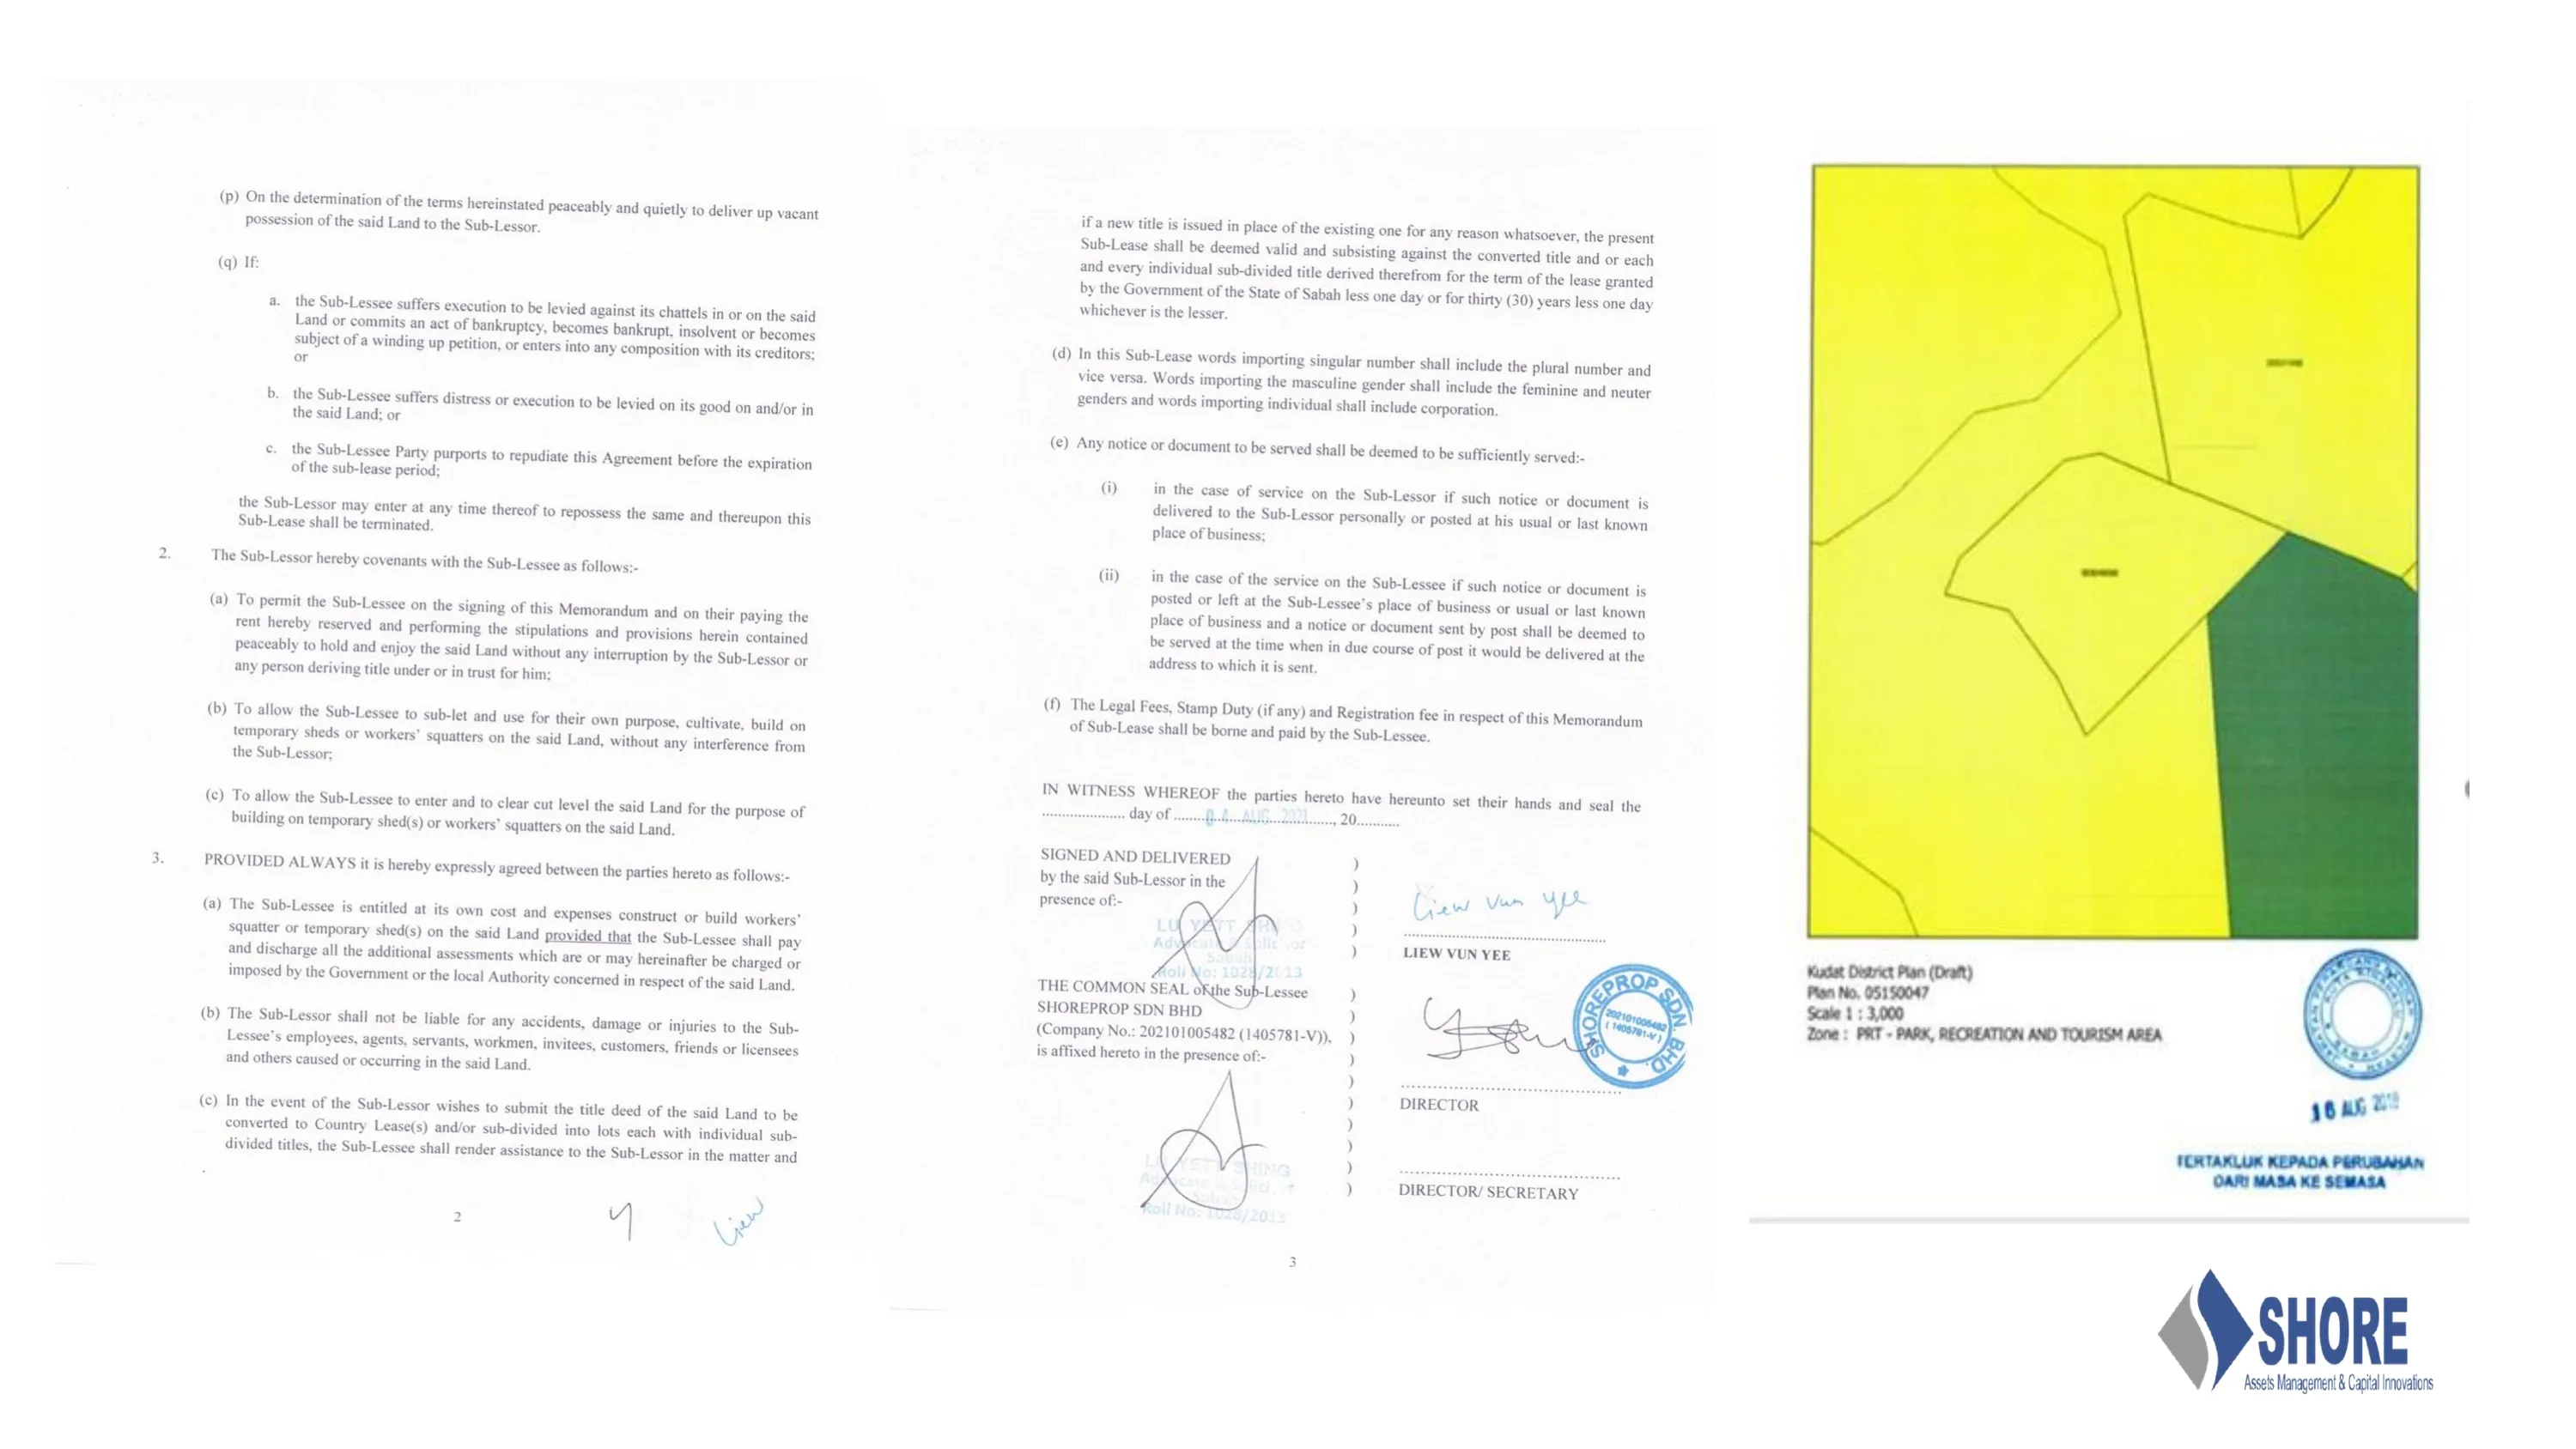 (p) On the determination of the terms hereinstated peaceably and quietly to deliver up vacant
possession of the said Land to the Sub-Lessor.
(q) If:
a. the Sub-Lessee suffers execution to be levied against its chattels in or on the said
Land or commits an act of bankruptcy, becomes bankrupt, insolvent or becomes
subject of a winding up petition, or enters into any composition with its creditors;
or
b. the Sub-Lessee suffers distress or execution to be levied on its good on and/or in
the said Land; or
c. the Sub-Lessee Party purports to repudiate this Agreement before the expiration
of the sub-lease period;
the Sub-Lessor may enter at any time thereof to repossess the same and thereupon this
Sub-Lease shall be terminated.
2. The Sub-Lessor hereby covenants with the Sub-Lessee as follows:-
(a) To permit the Sub-Lessee on the signing of this Memorandum and on their paying the
rent hereby reserved and performing the stipulations and provisions herein contained
peaceably to hold and enjoy the said Land without any interruption by the Sub-Lessor or
any person deriving title under or in trust for him;
(b) To allow the Sub-Lessee to sub-let and use for their own purpose, cultivate, build on
temporary sheds or workers' squatters on the said Land, without any interference from
the Sub-Lessor;
(c) To allow the Sub-Lessee to enter and to clear cut level the said Land for the purpose of
building on temporary shed(s) or workers' squatters on the said Land.
3. PROVIDED ALWAYS it is hereby expressly agreed between the parties hereto as follows:-
(a) The Sub-Lessee is entitled at its own cost and expenses construct or build workers'
squatter or temporary shed(s) on the said Land provided that the Sub-Lessee shall pay
and discharge all the additional assessments which are or may hereinafter be charged or
imposed by the Government or the local Authority concerned in respect of the said Land.
(b) The Sub-Lessor shall not be liable for any accidents, damage or injuries to the Sub-
Lessee's employees, agents, servants, workmen, invitees, customers, friends or licensees
and others caused or occurring in the said Land.
(c) In the event of the Sub-Lessor wishes to submit the title deed of the said Land to be
converted to Country Lease(s) and/or sub-divided into lots each with individual sub-
divided titles, the Sub-Lessee shall render assistance to the Sub-Lessor in the matter and
2
Liew
if a new title is issued in place of the existing one for any reason whatsoever, the present
Sub-Lease shall be deemed valid and subsisting against the converted title and or each
and every individual sub-divided title derived therefrom for the term of the lease granted
by the Government of the State of Sabah less one day or for thirty (30) years less one day
whichever is the lesser.
(d) In this Sub-Lease words importing singular number shall include the plural number and
vice versa. Words importing the masculine gender shall include the feminine and neuter
genders and words importing individual shall include corporation.
(e) Any notice or document to be served shall be deemed to be sufficiently served:-
(i) in the case of service on the Sub-Lessor if such notice or document is
delivered to the Sub-Lessor personally or posted at his usual or last known
place of business;
(ii) in the case of the service on the Sub-Lessee if such notice or document is
posted or left at the Sub-Lessee's place of business or usual or last known
place of business and a notice or document sent by post shall be deemed to
be served at the time when in due course of post it would be delivered at the
address to which it is sent.
(f) The Legal Fees, Stamp Duty (if any) and Registration fee in respect of this Memorandum
of Sub-Lease shall be borne and paid by the Sub-Lessee.
IN WITNESS WHEREOF the parties hereto have hereunto set their hands and seal the
.................... day of ........04 AUG 2021........, 20..........
SIGNED AND DELIVERED
by the said Sub-Lessor in the
presence of:-
Liew Vun Yee
LIEW VUN YEE
Roll No: 1028/2013
THE COMMON SEAL of the Sub-Lessee
SHOREPROP SDN BHD
(Company No.: 202101005482 (1405781-V)),
is affixed hereto in the presence of:-
SHOREPROP SDN. BHD.
202101005482
(1405781-V)
DIRECTOR
Roll No: 1028/2013
DIRECTOR/ SECRETARY
3
Kudat District Plan (Draft)
Plan No. 05150047
Scale 1 : 3,000
Zone : PRT - PARK, RECREATION AND TOURISM AREA
16 AUG
TERTAKLUK KEPADA PERUBAHAN
DARI MASA KE SEMASA
SHORE
Assets Management & Capital Innovations